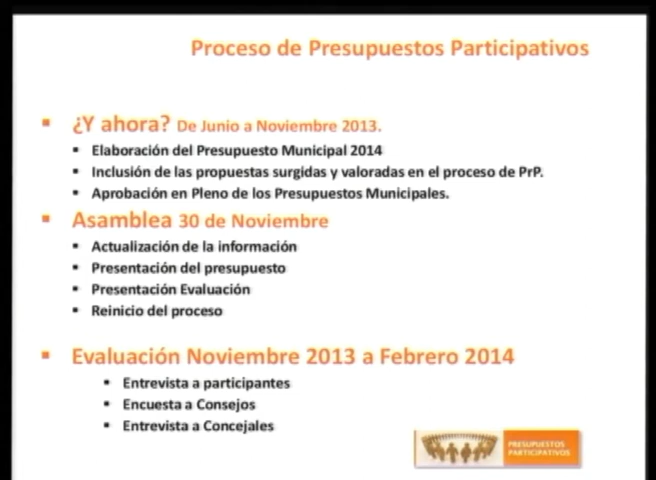 Proceso de Presupuestos Participativos
▪ ¿Y ahora? De Junio a Noviembre 2013.
▪ Elaboración del Presupuesto Municipal 2014
▪ Inclusión de las propuestas surgidas y valoradas en el proceso de PrP.
▪ Aprobación en Pleno de los Presupuestos Municipales.
▪ Asamblea 30 de Noviembre
▪ Actualización de la información
▪ Presentación del presupuesto
▪ Presentación Evaluación
▪ Reinicio del proceso
▪ Evaluación Noviembre 2013 a Febrero 2014
▪ Entrevista a participantes
▪ Encuesta a Consejos
▪ Entrevista a Concejales
PRESUPUESTOS
PARTICIPATIVOS